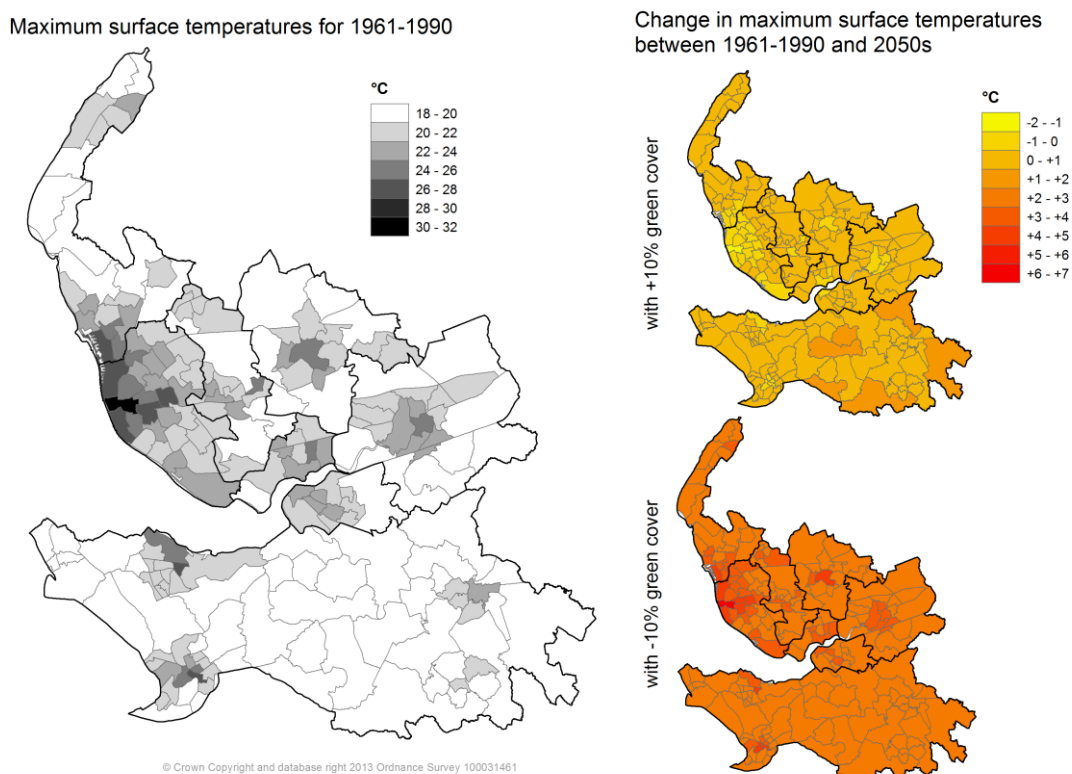 Maximum surface temperatures for 1961-1990
°C
18 - 20
20 - 22
22 - 24
24 - 26
26 - 28
28 - 30
30 - 32
Change in maximum surface temperatures
between 1961-1990 and 2050s
°C
-2 - -1
-1 - 0
0 - +1
+1 - +2
+2 - +3
+3 - +4
+4 - +5
+5 - +6
+6 - +7
with +10% green cover
with -10% green cover
© Crown Copyright and database right 2013 Ordnance Survey 100031461